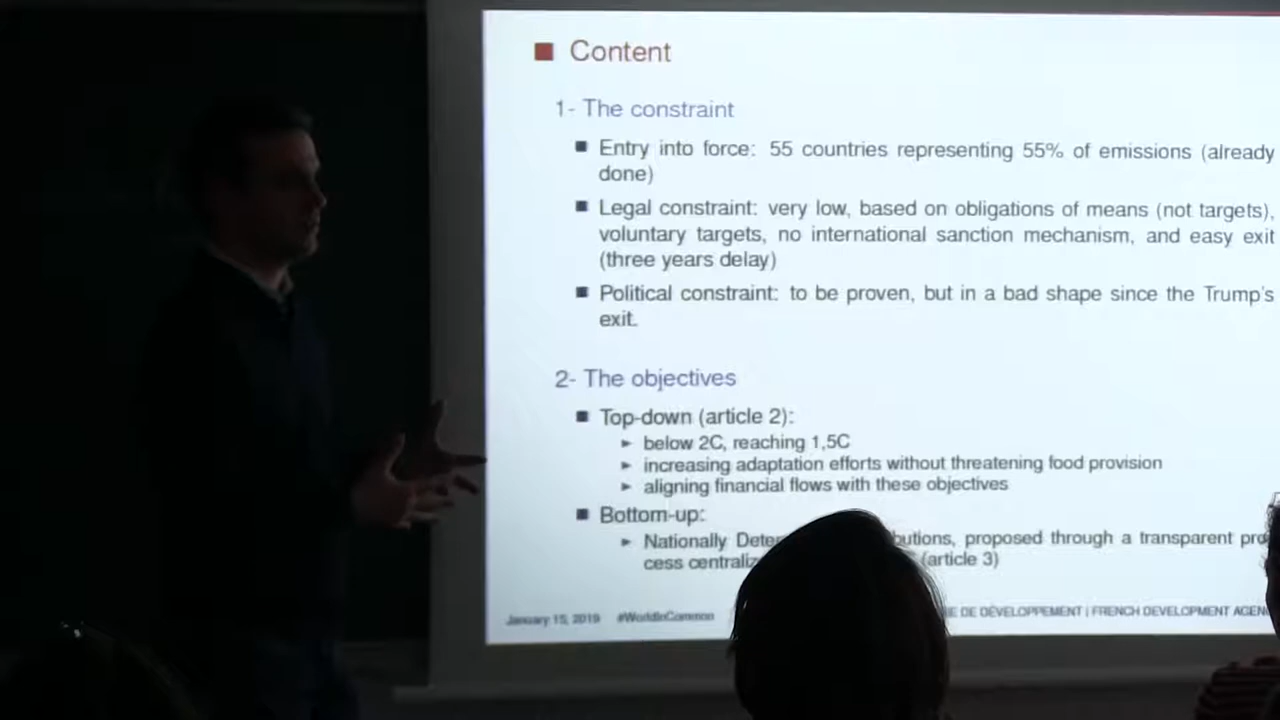 Content
1- The constraint
Entry into force: 55 countries representing 55% of emissions (already
done)
Legal constraint: very low, based on obligations of means (not targets),
voluntary targets, no international sanction mechanism, and easy exit
(three years delay)
Political constraint: to be proven, but in a bad shape since the Trump's
exit.
2- The objectives
Top-down (article 2):
below 2C, reaching 1,5C
increasing adaptation efforts without threatening food provision
aligning financial flows with these objectives
Bottom-up:
Nationally proposed through a transparent pro-
cess (article 3)
January 15, 2019 #WorldInCommon DE DÉVELOPPEMENT | FRENCH DEVELOPMENT